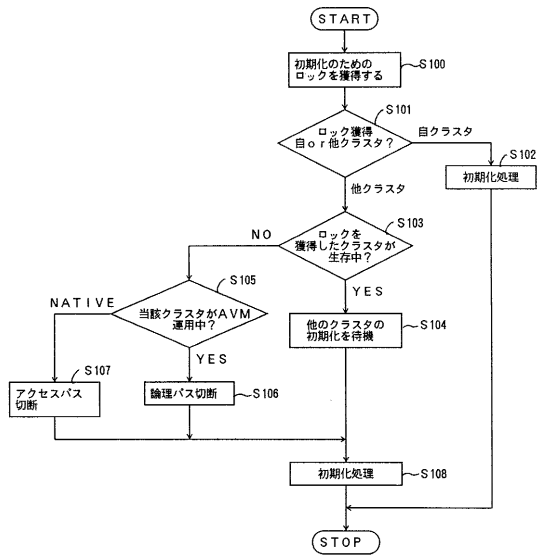 START
初期化のための
ロックを獲得する
S100
ロック獲得
自or他クラスタ?
S101
自クラスタ
初期化処理
S102
他クラスタ
ロックを
獲得したクラスタが
生存中?
S103
NO
YES
当該クラスタがAVM
運用中?
S105
NATIVE
YES
他のクラスタの
初期化を待機
S104
アクセスパス
切断
S107
論理パス切断
S106
初期化処理
S108
STOP